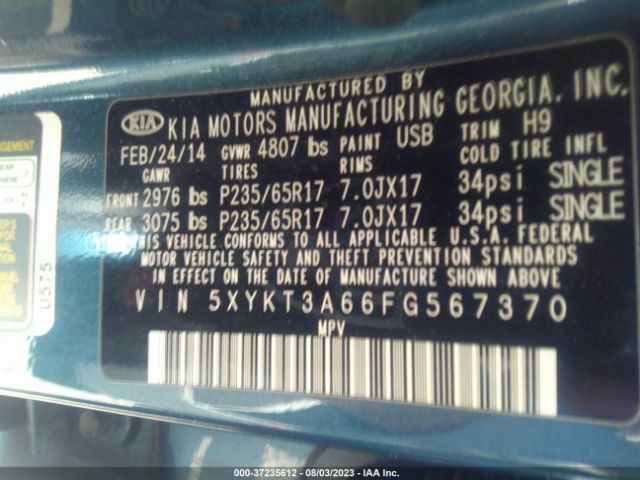 MANUFACTURED BY
KIA KIA MOTORS MANUFACTURING GEORGIA, INC.
FEB/24/14 GVWR 4807 lbs PAINT USB TRIM H9
GAWR TIRES RIMS COLD TIRE INFL
FRONT 2976 lbs P235/65R17 7.0JX17 34psi SINGLE
REAR 3075 lbs P235/65R17 7.0JX17 34psi SINGLE
THIS VEHICLE CONFORMS TO ALL APPLICABLE U.S.A. FEDERAL
MOTOR VEHICLE SAFETY AND THEFT PREVENTION STANDARDS
IN EFFECT ON THE DATE OF MANUFACTURE SHOWN ABOVE
VIN 5XYKT3A66FG567370
MPV
U575
000-37235612 - 08/03/2023 - IAA Inc.